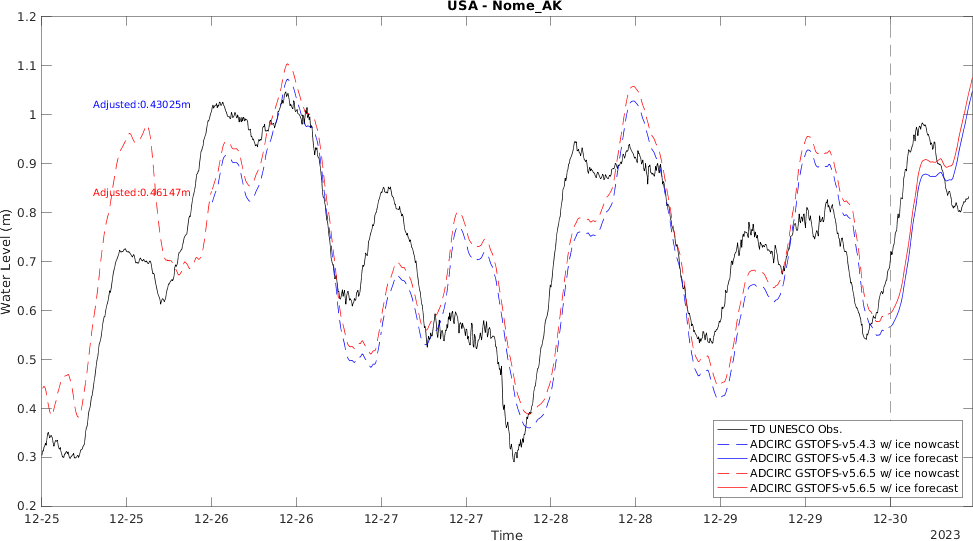 USA - Nome_AK
1.2
1.1
1
0.9
0.8
0.7
0.6
0.5
0.4
0.3
0.2
Water Level (m)
Adjusted:0.43025m
Adjusted:0.46147m
TD UNESCO Obs.
ADCIRC GSTOFS-v5.4.3 w/ ice nowcast
ADCIRC GSTOFS-v5.4.3 w/ ice forecast
ADCIRC GSTOFS-v5.6.5 w/ ice nowcast
ADCIRC GSTOFS-v5.6.5 w/ ice forecast
12-25 12-25 12-26 12-26 12-27 12-27 12-28 12-28 12-29 12-29 12-30
Time
2023